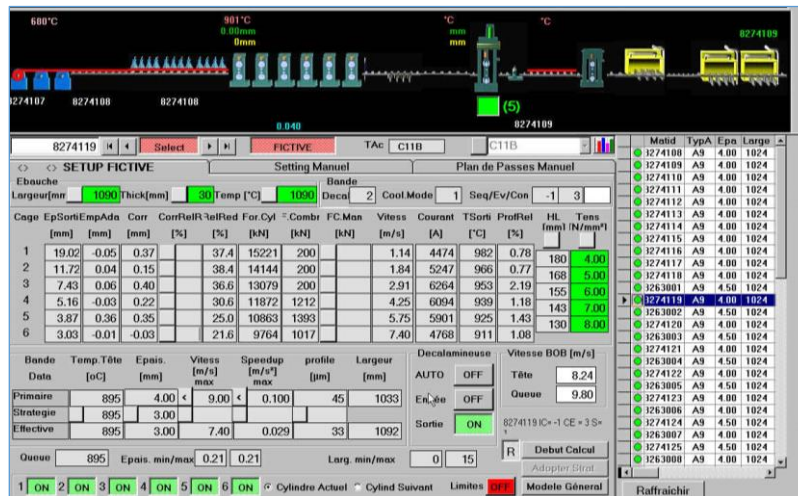 680°C 901°C °C °C
0.00mm mm
0mm mm 8274109
8274107 8274108 8274108 (5)
0.040 8274109
8274119 Select FICTIVE TAc C11B C11B
SETUP FICTIVE Setting Manuel Plan de Passes Manuel
Ebauche Bande
1090 Thick[mm] 30 Temp [°C] 1090 Decal 2 Cool.Mode 1 Seq/Ev/Con -1 3
Cage EpSorti EmpAda Corr RelRed For.Cyl FC.Man Vitess Courant TSorti ProfRel HL Tens
[mm] [mm] [mm] [%] [%] [kN] [kN] [kN] [m/s] [A] [°C] [%] [mm] [N/mm²]
1 19.02 -0.05 0.37 37.4 15221 200 1.14 4474 982 0.78
180 4.00
2 11.72 0.04 0.15 38.4 14144 200 1.84 5247 966 0.77
168 5.00
3 7.43 0.06 0.40 36.6 13079 200 2.91 6264 953 2.19
155 6.00
4 5.16 -0.03 0.22 30.6 11872 1212 4.25 6094 939 1.18
143 7.00
5 3.87 0.36 0.35 25.0 10863 1393 5.75 5901 925 1.43
130 8.00
6 3.03 -0.01 -0.03 21.6 9764 1017 7.40 4768 911 1.08
Bande Temp.Tête Epais. Vitess Speedup profile Largeur
Data [oC] [mm] [m/s] max [m/s²] max [µm] [mm]
Primaire 895 4.00 < 9.00 < 0.100 45 1033
Strategie 895 3.00
Effective 895 3.00 7.40 0.029 33 1092
Queue 895 Epais. min/max 0.21 0.21 Larg. min/max 0 15
Decalamineuse
AUTO OFF
Entée OFF
Sortie ON
Vitesse BOB [m/s]
Tête 8.24
Queue 9.80
8274119 IC= -1 CE = 3 S=
R Debut Calcul
Adopter Strat
Modele Géneral
1 ON 2 ON 3 ON 4 ON 5 ON 6 ON Cylindre Actuel Cylind Suivant Limites OFF
Matid TypA Epa Large
3274108 A9 4.00 1024
3274109 A9 4.00 1024
3274110 A9 4.00 1024
3274111 A9 4.00 1024
3274112 A9 4.00 1024
3274113 A9 4.00 1024
3274114 A9 4.00 1024
3274115 A9 4.00 1024
3274116 A9 4.00 1024
3274117 A9 4.00 1024
3274118 A9 4.00 1024
3263001 A9 4.50 1024
3274119 A9 4.00 1024
3263002 A9 4.50 1024
3274120 A9 4.00 1024
3263003 A9 4.50 1024
3274121 A9 4.00 1024
3263004 A9 4.50 1024
3274122 A9 4.00 1024
3263005 A9 4.50 1024
3274123 A9 4.00 1024
3263006 A9 4.50 1024
3274124 A9 4.00 1024
3263007 A9 4.50 1024
3274125 A9 4.00 1024
3263008 A9 4.50 1024
Raffraichir